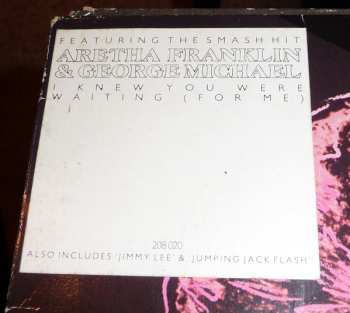 FEATURING THE SMASH HIT
ARETHA FRANKLIN
& GEORGE MICHAEL
I KNEW YOU WERE
WAITING (FOR ME)
208 020
ALSO INCLUDES 'JIMMY LEE' & 'JUMPING JACK FLASH'